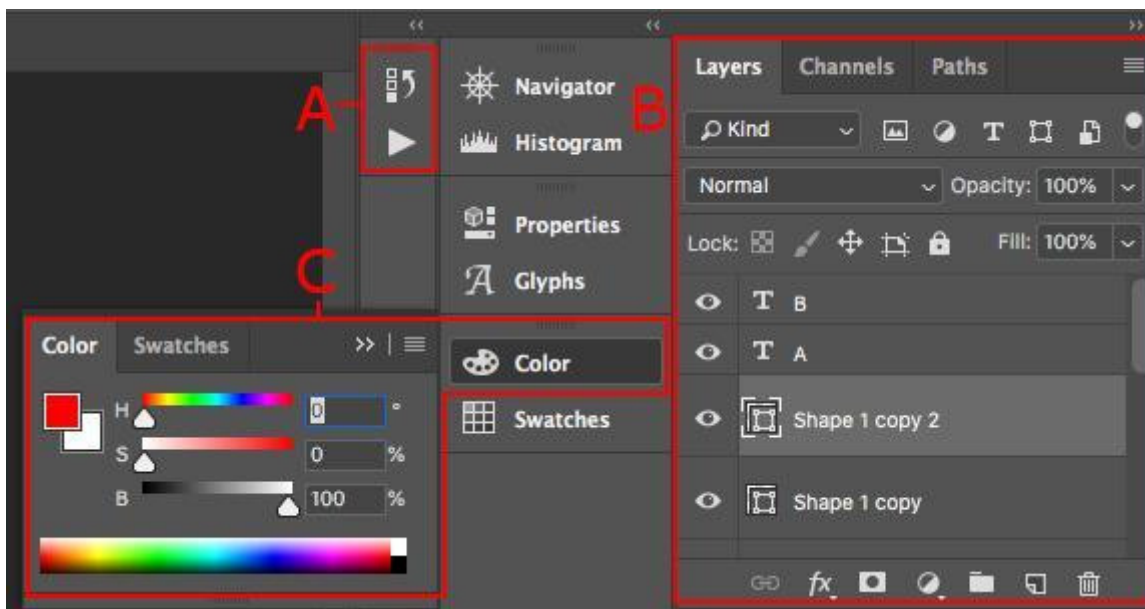 A
Navigator
Histogram
Properties
Glyphs
Color
Swatches
B
Layers Channels Paths
Kind
T
Normal Opacity: 100%
Lock: Fill: 100%
T B
T A
Shape 1 copy 2
Shape 1 copy
fx
C
Color Swatches
H 0 °
S 0 %
B 100 %